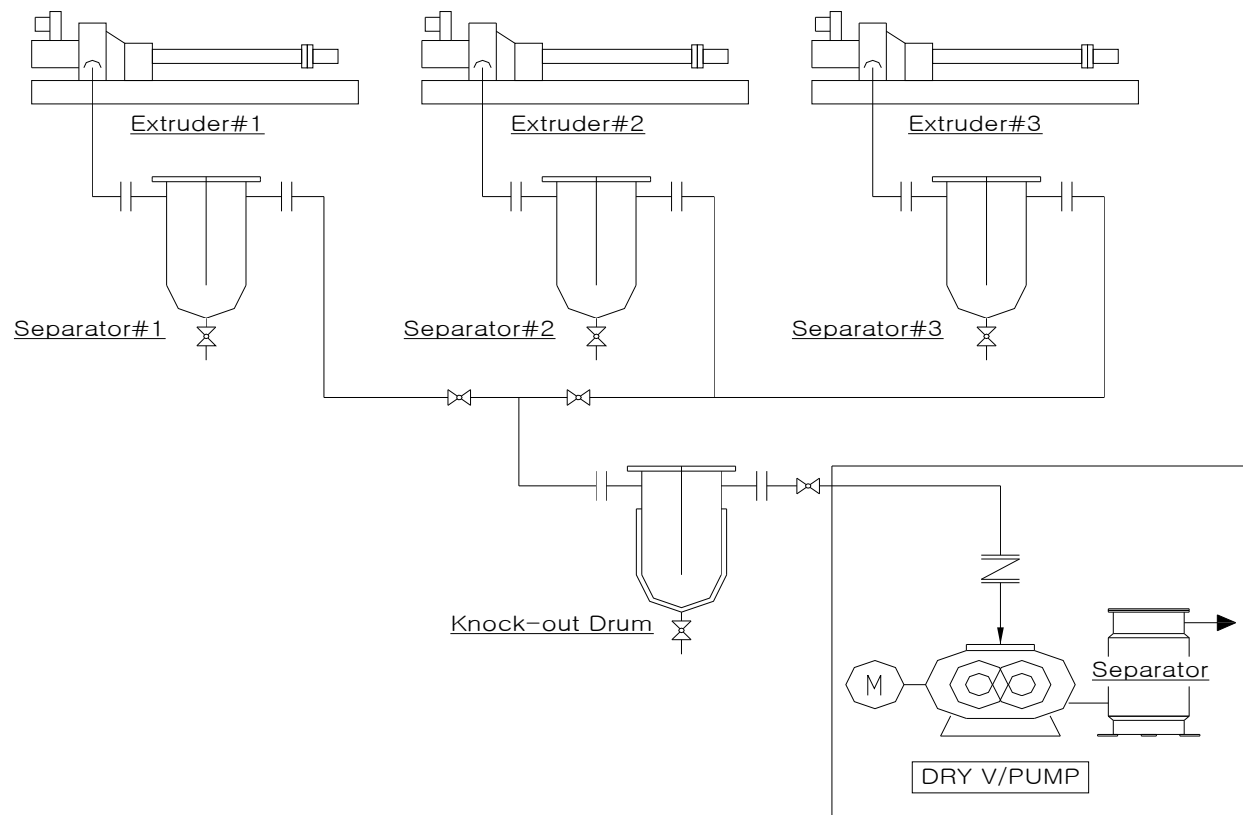 Extruder#1
Extruder#2
Extruder#3
Separator#1
Separator#2
Separator#3
Knock-out Drum
Separator
M
DRY V/PUMP